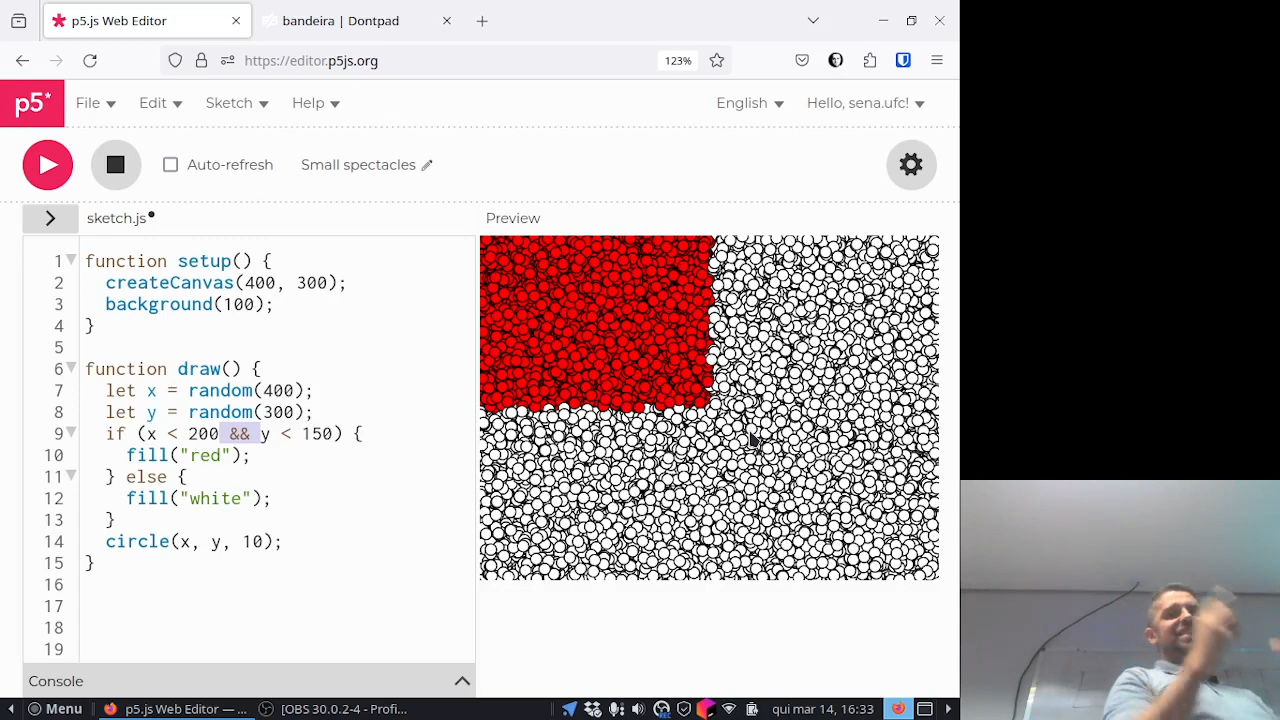 p5.js Web Editor
bandeira | Dontpad
https://editor.p5js.org
123%
p5*
File
Edit
Sketch
Help
English
Hello, sena.ufc!
Auto-refresh
Small spectacles
sketch.js
Preview
1 function setup() {
2 createCanvas(400, 300);
3 background(100);
4 }
5
6 function draw() {
7 let x = random(400);
8 let y = random(300);
9 if (x < 200 && y < 150) {
10 fill("red");
11 } else {
12 fill("white");
13 }
14 circle(x, y, 10);
15 }
16
17
18
19
Console
Menu
p5.js Web Editor — ...
[OBS 30.0.2-4 - Profi...
qui mar 14, 16:33